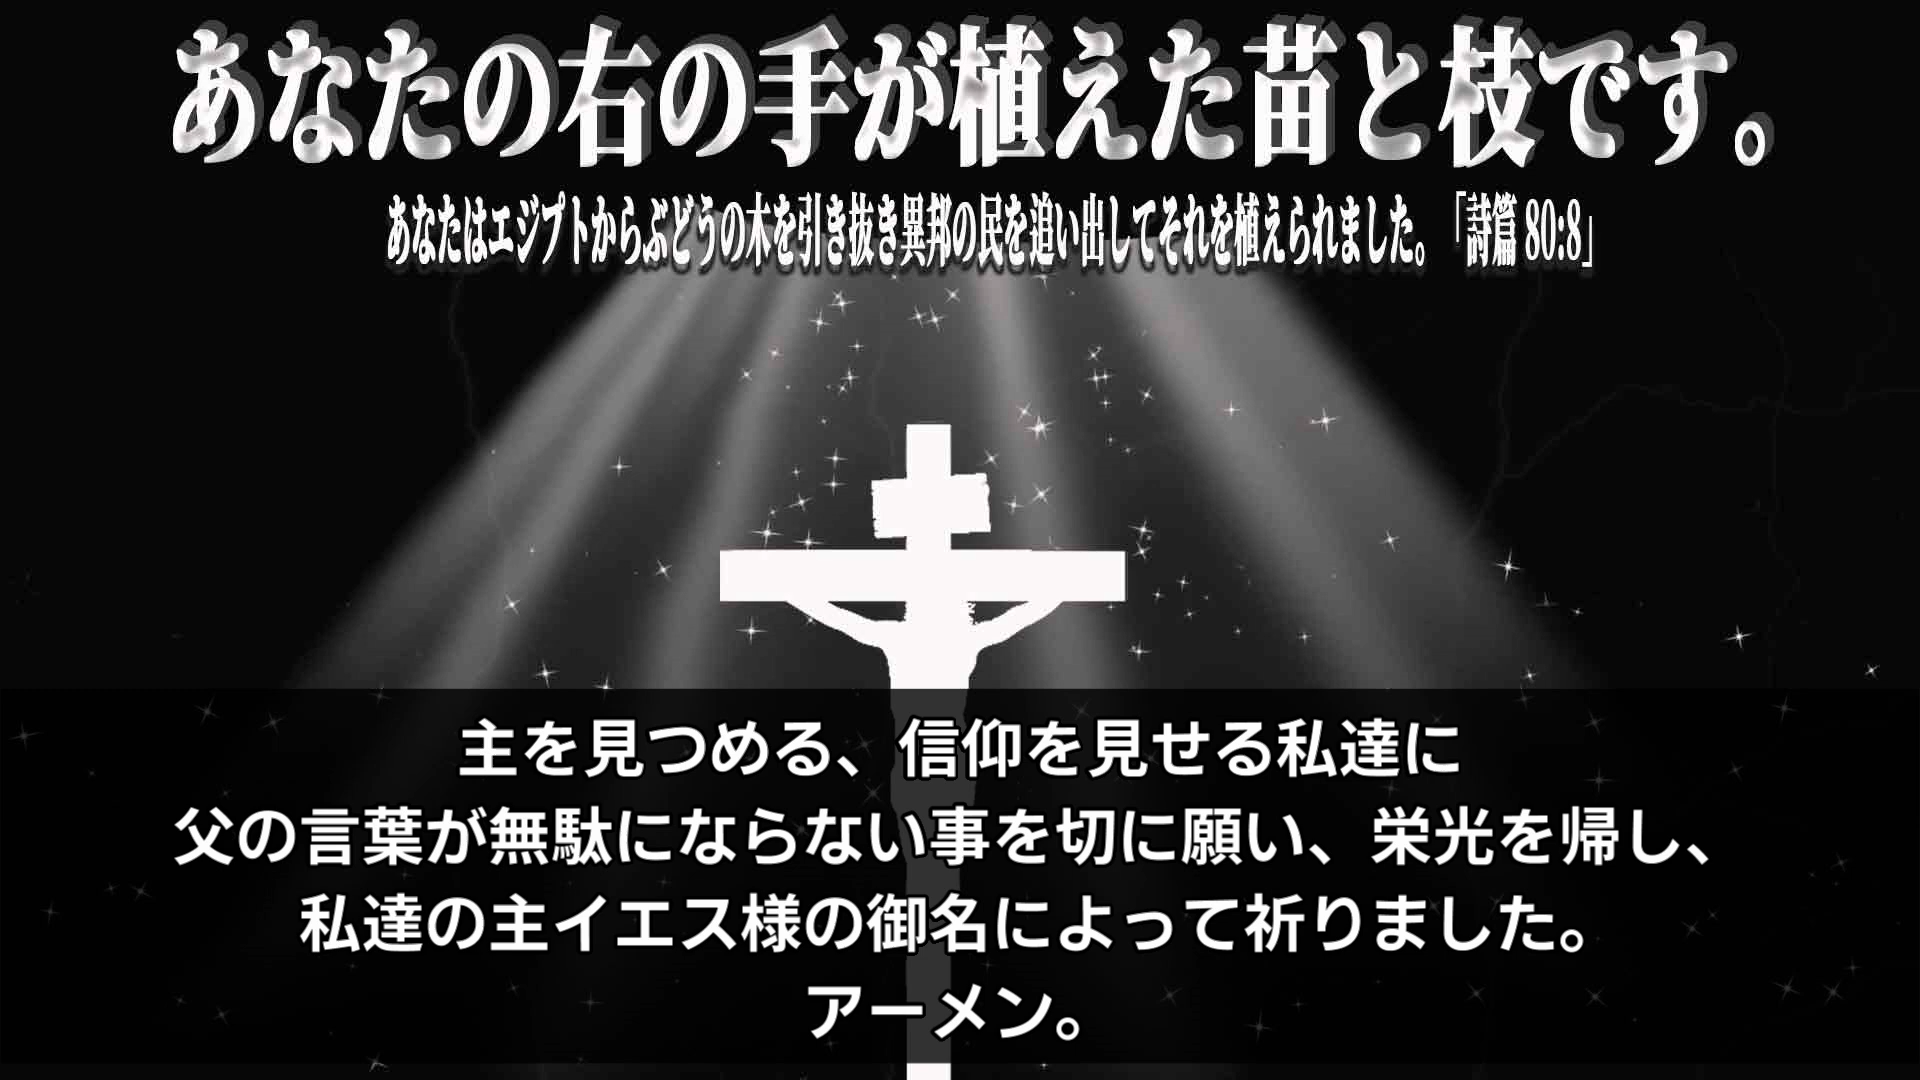 あなたの右の手が植えた苗と枝です。
あなたはエジプトからぶどうの木を引き抜き異邦の民を追い出してそれを植えられました。「詩篇 80:8」
主を見つめる、信仰を見せる私達に
父の言葉が無駄にならない事を切に願い、栄光を帰し、
私達の主イエス様の御名によって祈りました。
アーメン。